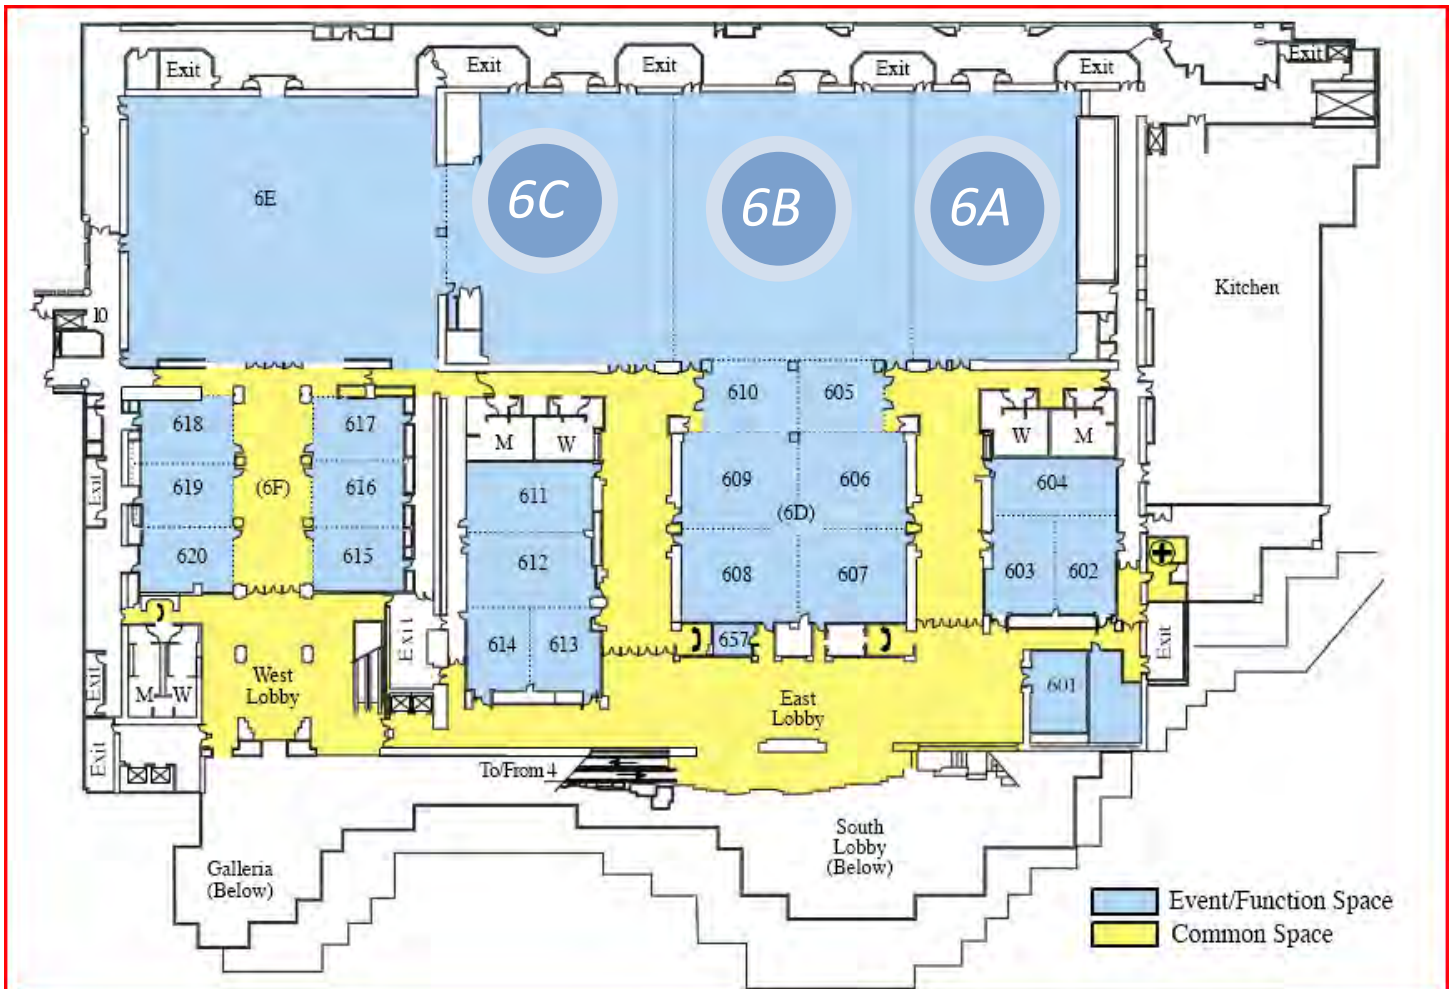 Exit
Exit
Exit
Exit
Exit
Exit
6E
6C
6B
6A
Kitchen
10
610
605
618
617
M
W
W
M
619
(6F)
616
611
609
606
604
Exit
(6D)
620
615
612
608
607
603
602
614
613
657
EXIT
Exit
Exit
M
W
West
Lobby
601
East
Lobby
Exit
To/From 4
South
Lobby
(Below)
Galleria
(Below)
Event/Function Space
Common Space